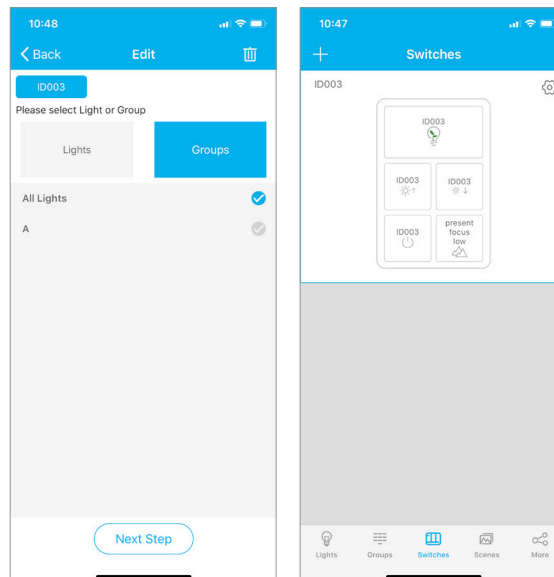 10:48
Back
Edit
ID003
Please select Light or Group
Lights
Groups
All Lights
A
Next Step
10:47
Switches
ID003
ID003
ID003
ID003
ID003
present
focus
low
Lights
Groups
Switches
Scenes
More